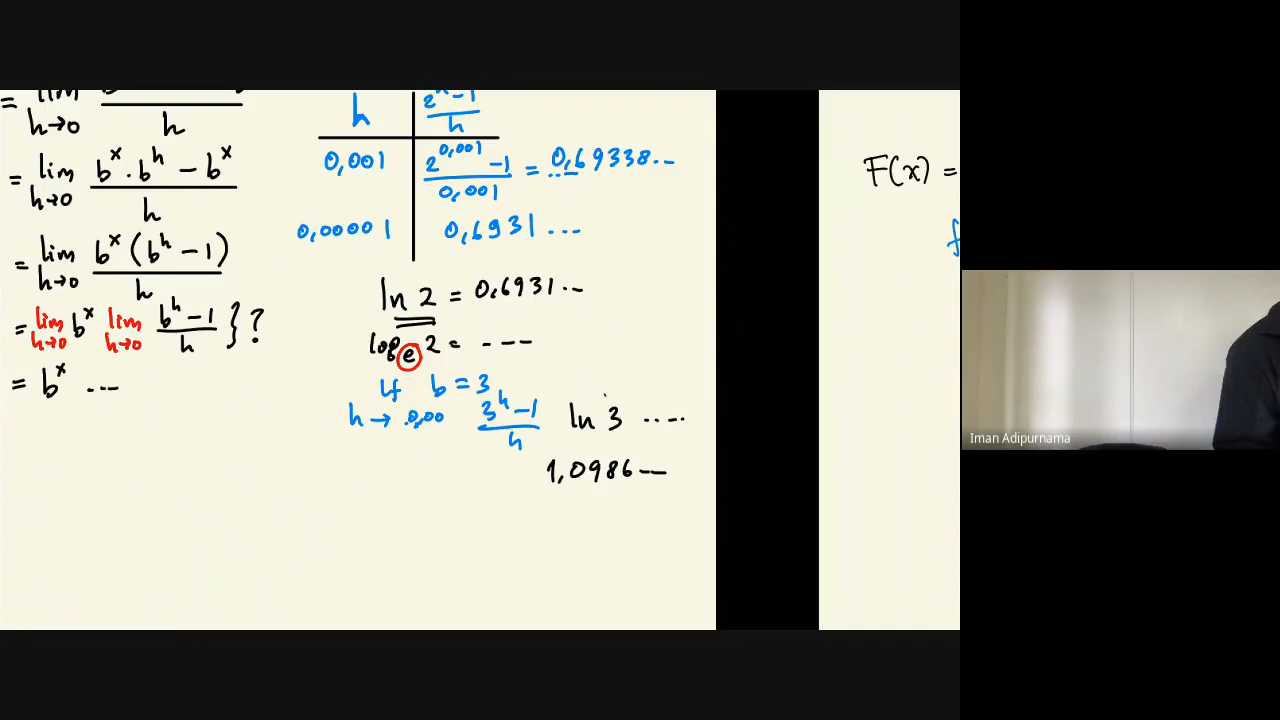 = lim h→0 / h
= lim h→0 b^x · b^h − b^x / h
= lim h→0 b^x (b^h − 1) / h
= lim h→0 b^x lim h→0 b^h − 1 / h } ?
= b^x ---
h | 2^h − 1 / h
0,001 | 2^0,001 − 1 / 0,001 = 0,69338...
0,00001 | 0,6931 ...
ln 2 = 0,6931...
log e 2 = ----
If b = 3
h → 0,00 3^h − 1 / h ln 3 .....
1,0986 --
F(x) =
f
Iman Adipurnama